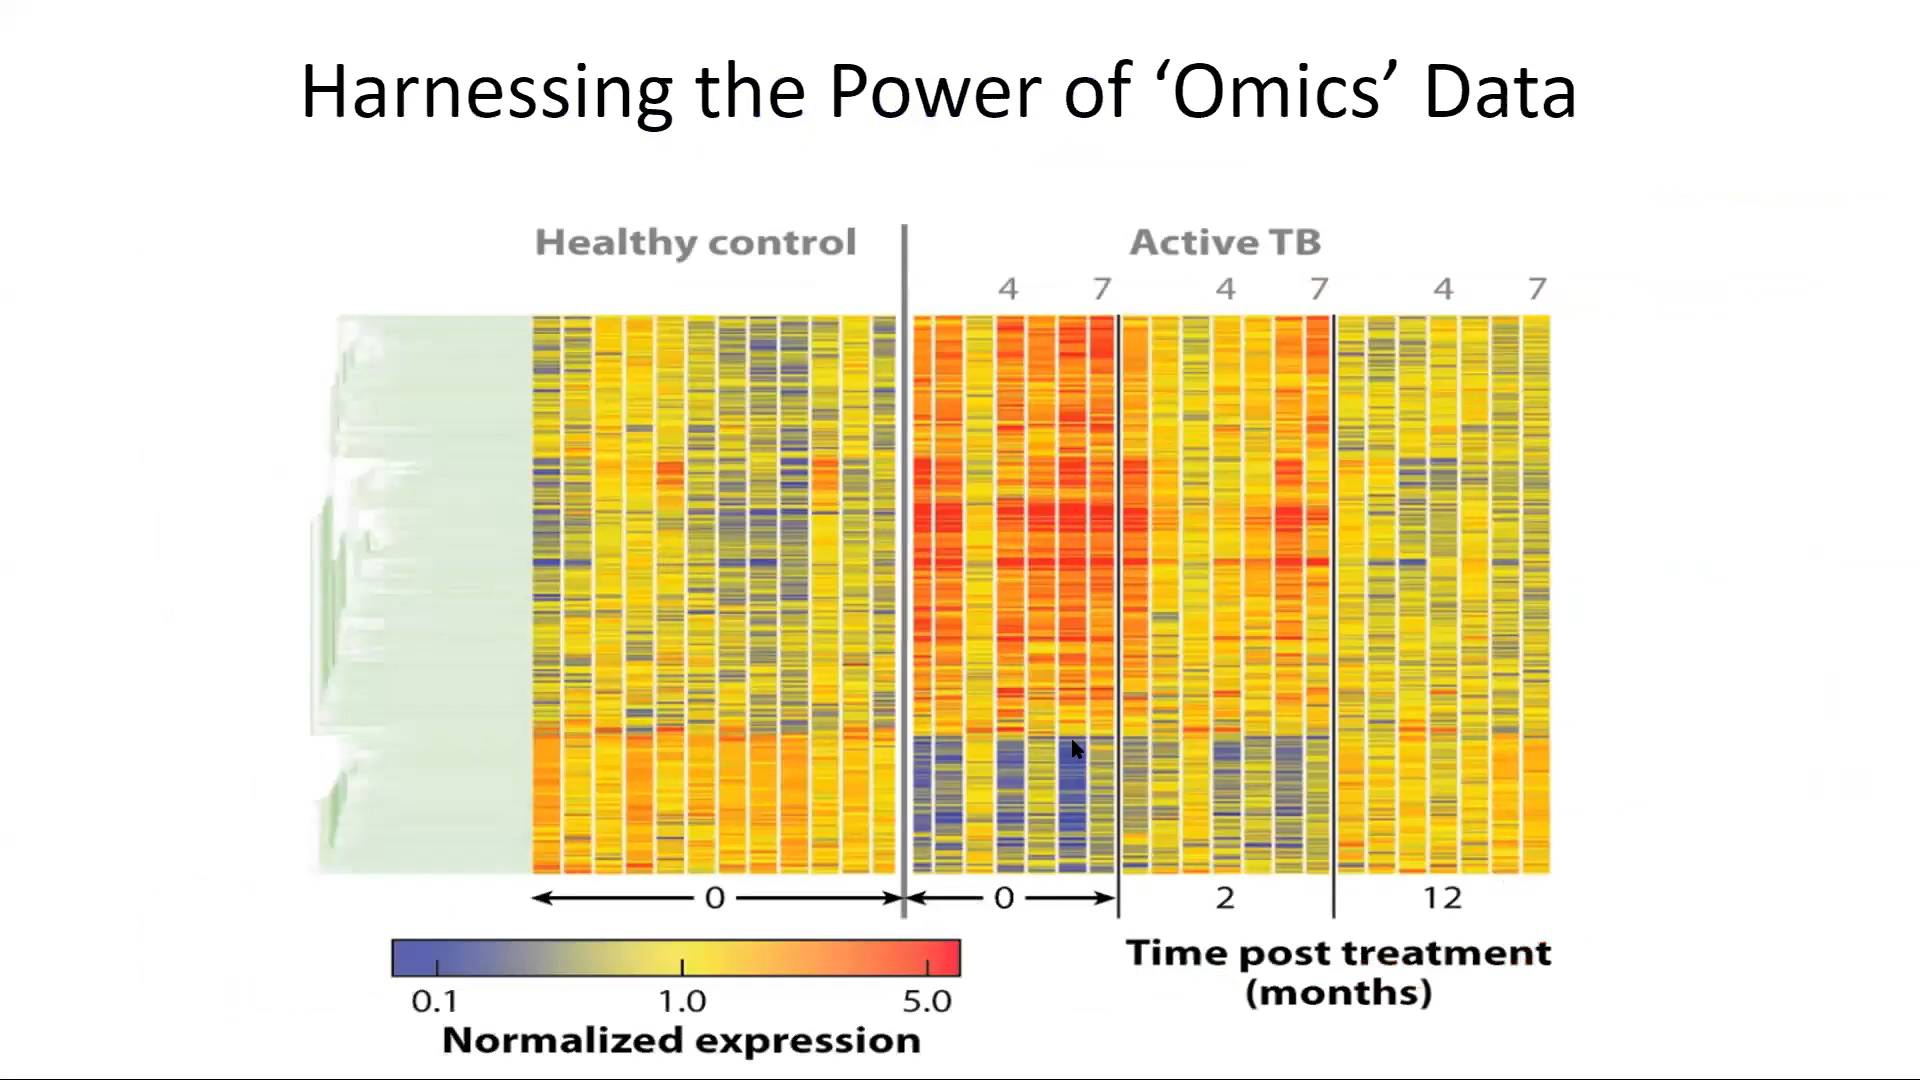 Harnessing the Power of ‘Omics’ Data
Healthy control
Active TB
4 7 4 7 4 7
0 0 2 12
Time post treatment
(months)
0.1 1.0 5.0
Normalized expression